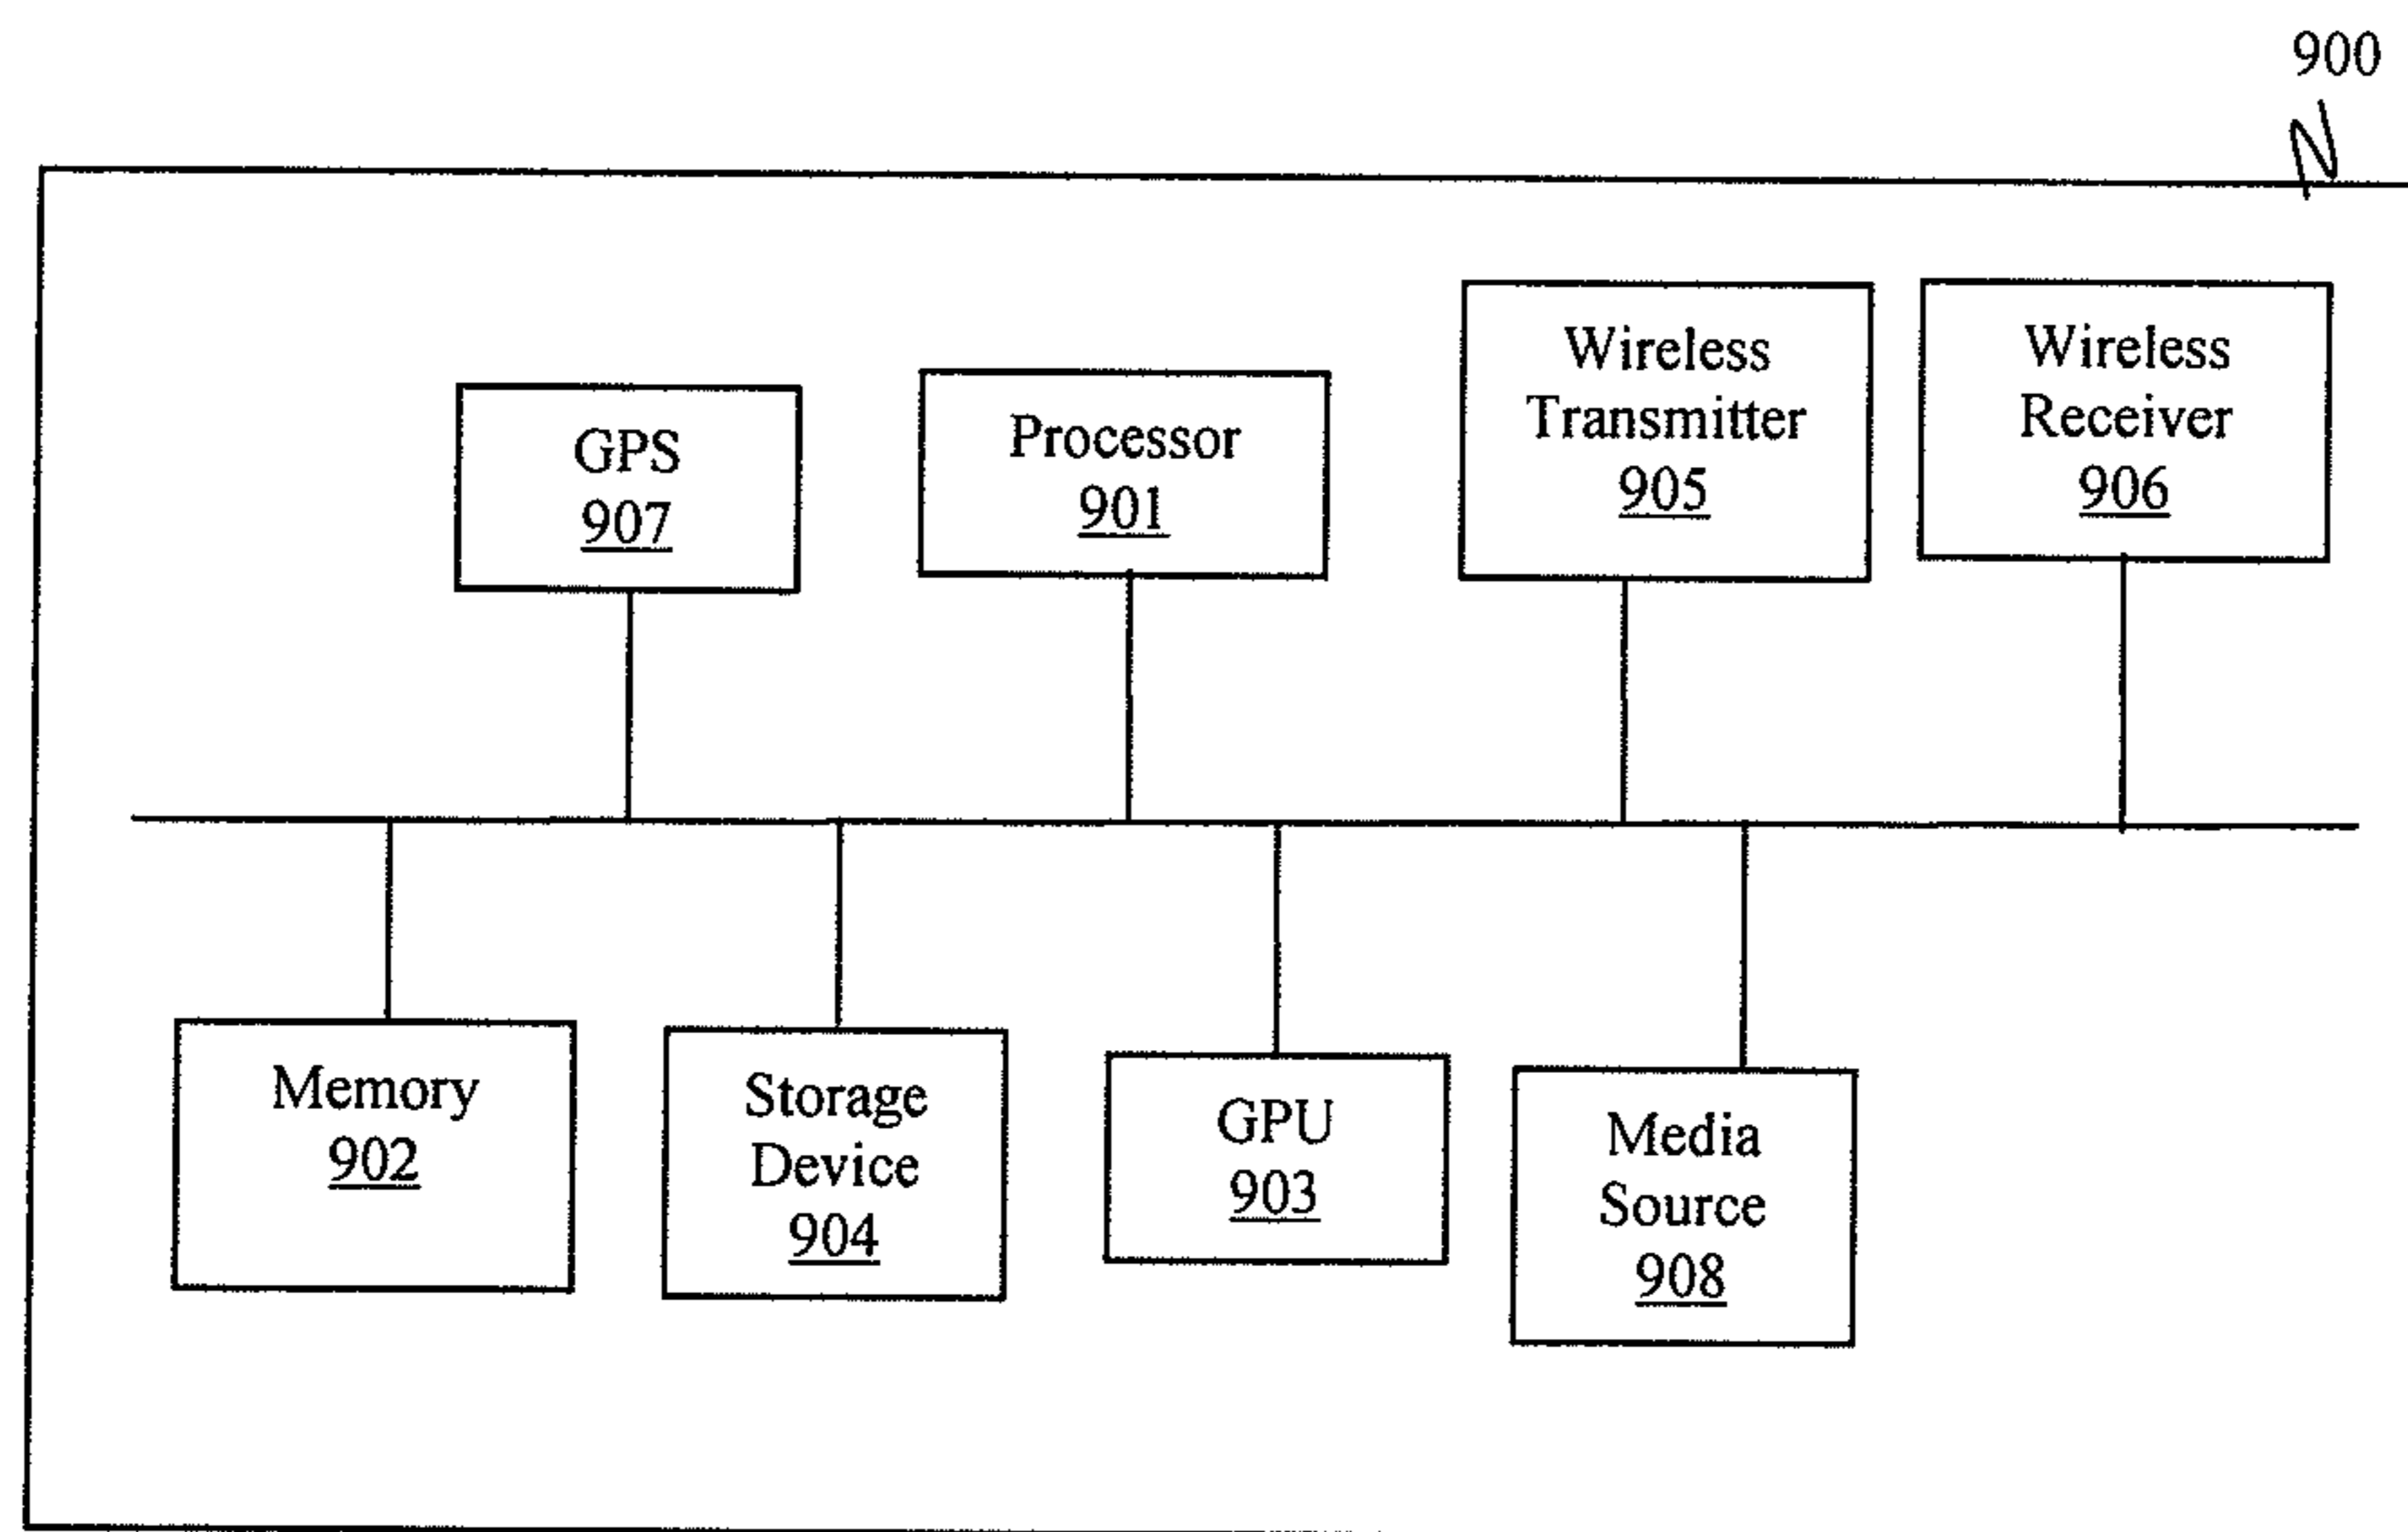 900
GPS
907
Processor
901
Wireless
Transmitter
905
Wireless
Receiver
906
Memory
902
Storage
Device
904
GPU
903
Media
Source
908